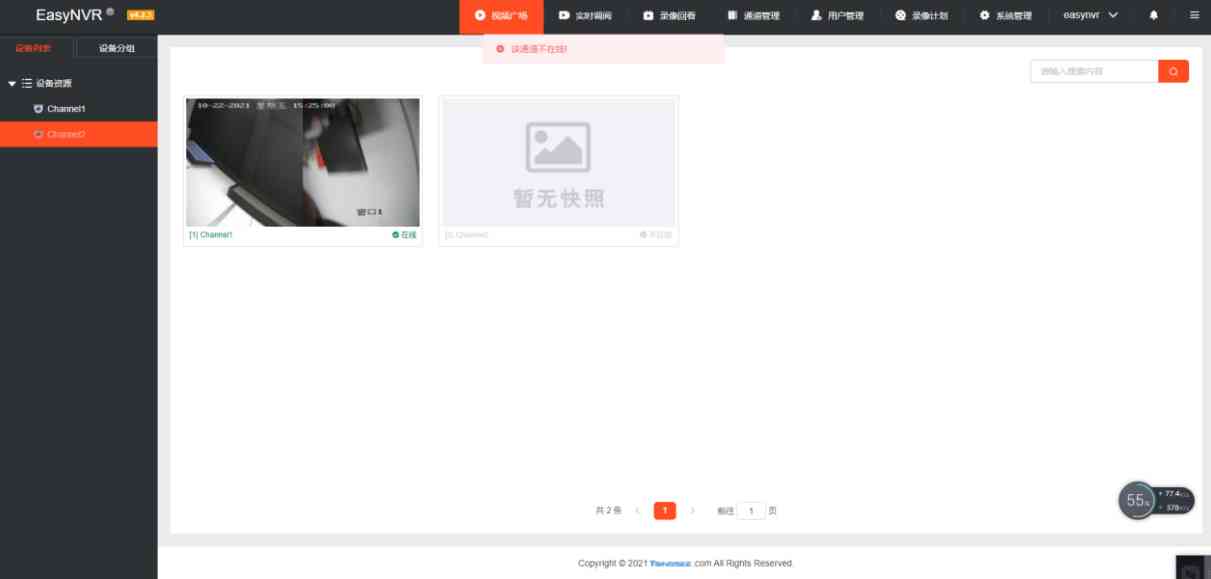 EasyNVR ® v4.2.1 视频广场 实时调阅 录像回看 通道管理 用户管理 录像计划 系统管理 easynvr
设备列表 设备分组
该通道不在线!
请输入搜索内容
设备资源
Channel1
Channel2
10-22-2021 星期五 15:25:00
窗口1
暂无快照
[1] Channel1 在线
Channel2 不在线
共 2 条 1 前往 1 页
55% 77.4K/s
378K/s
Copyright © 2021 .com All Rights Reserved.